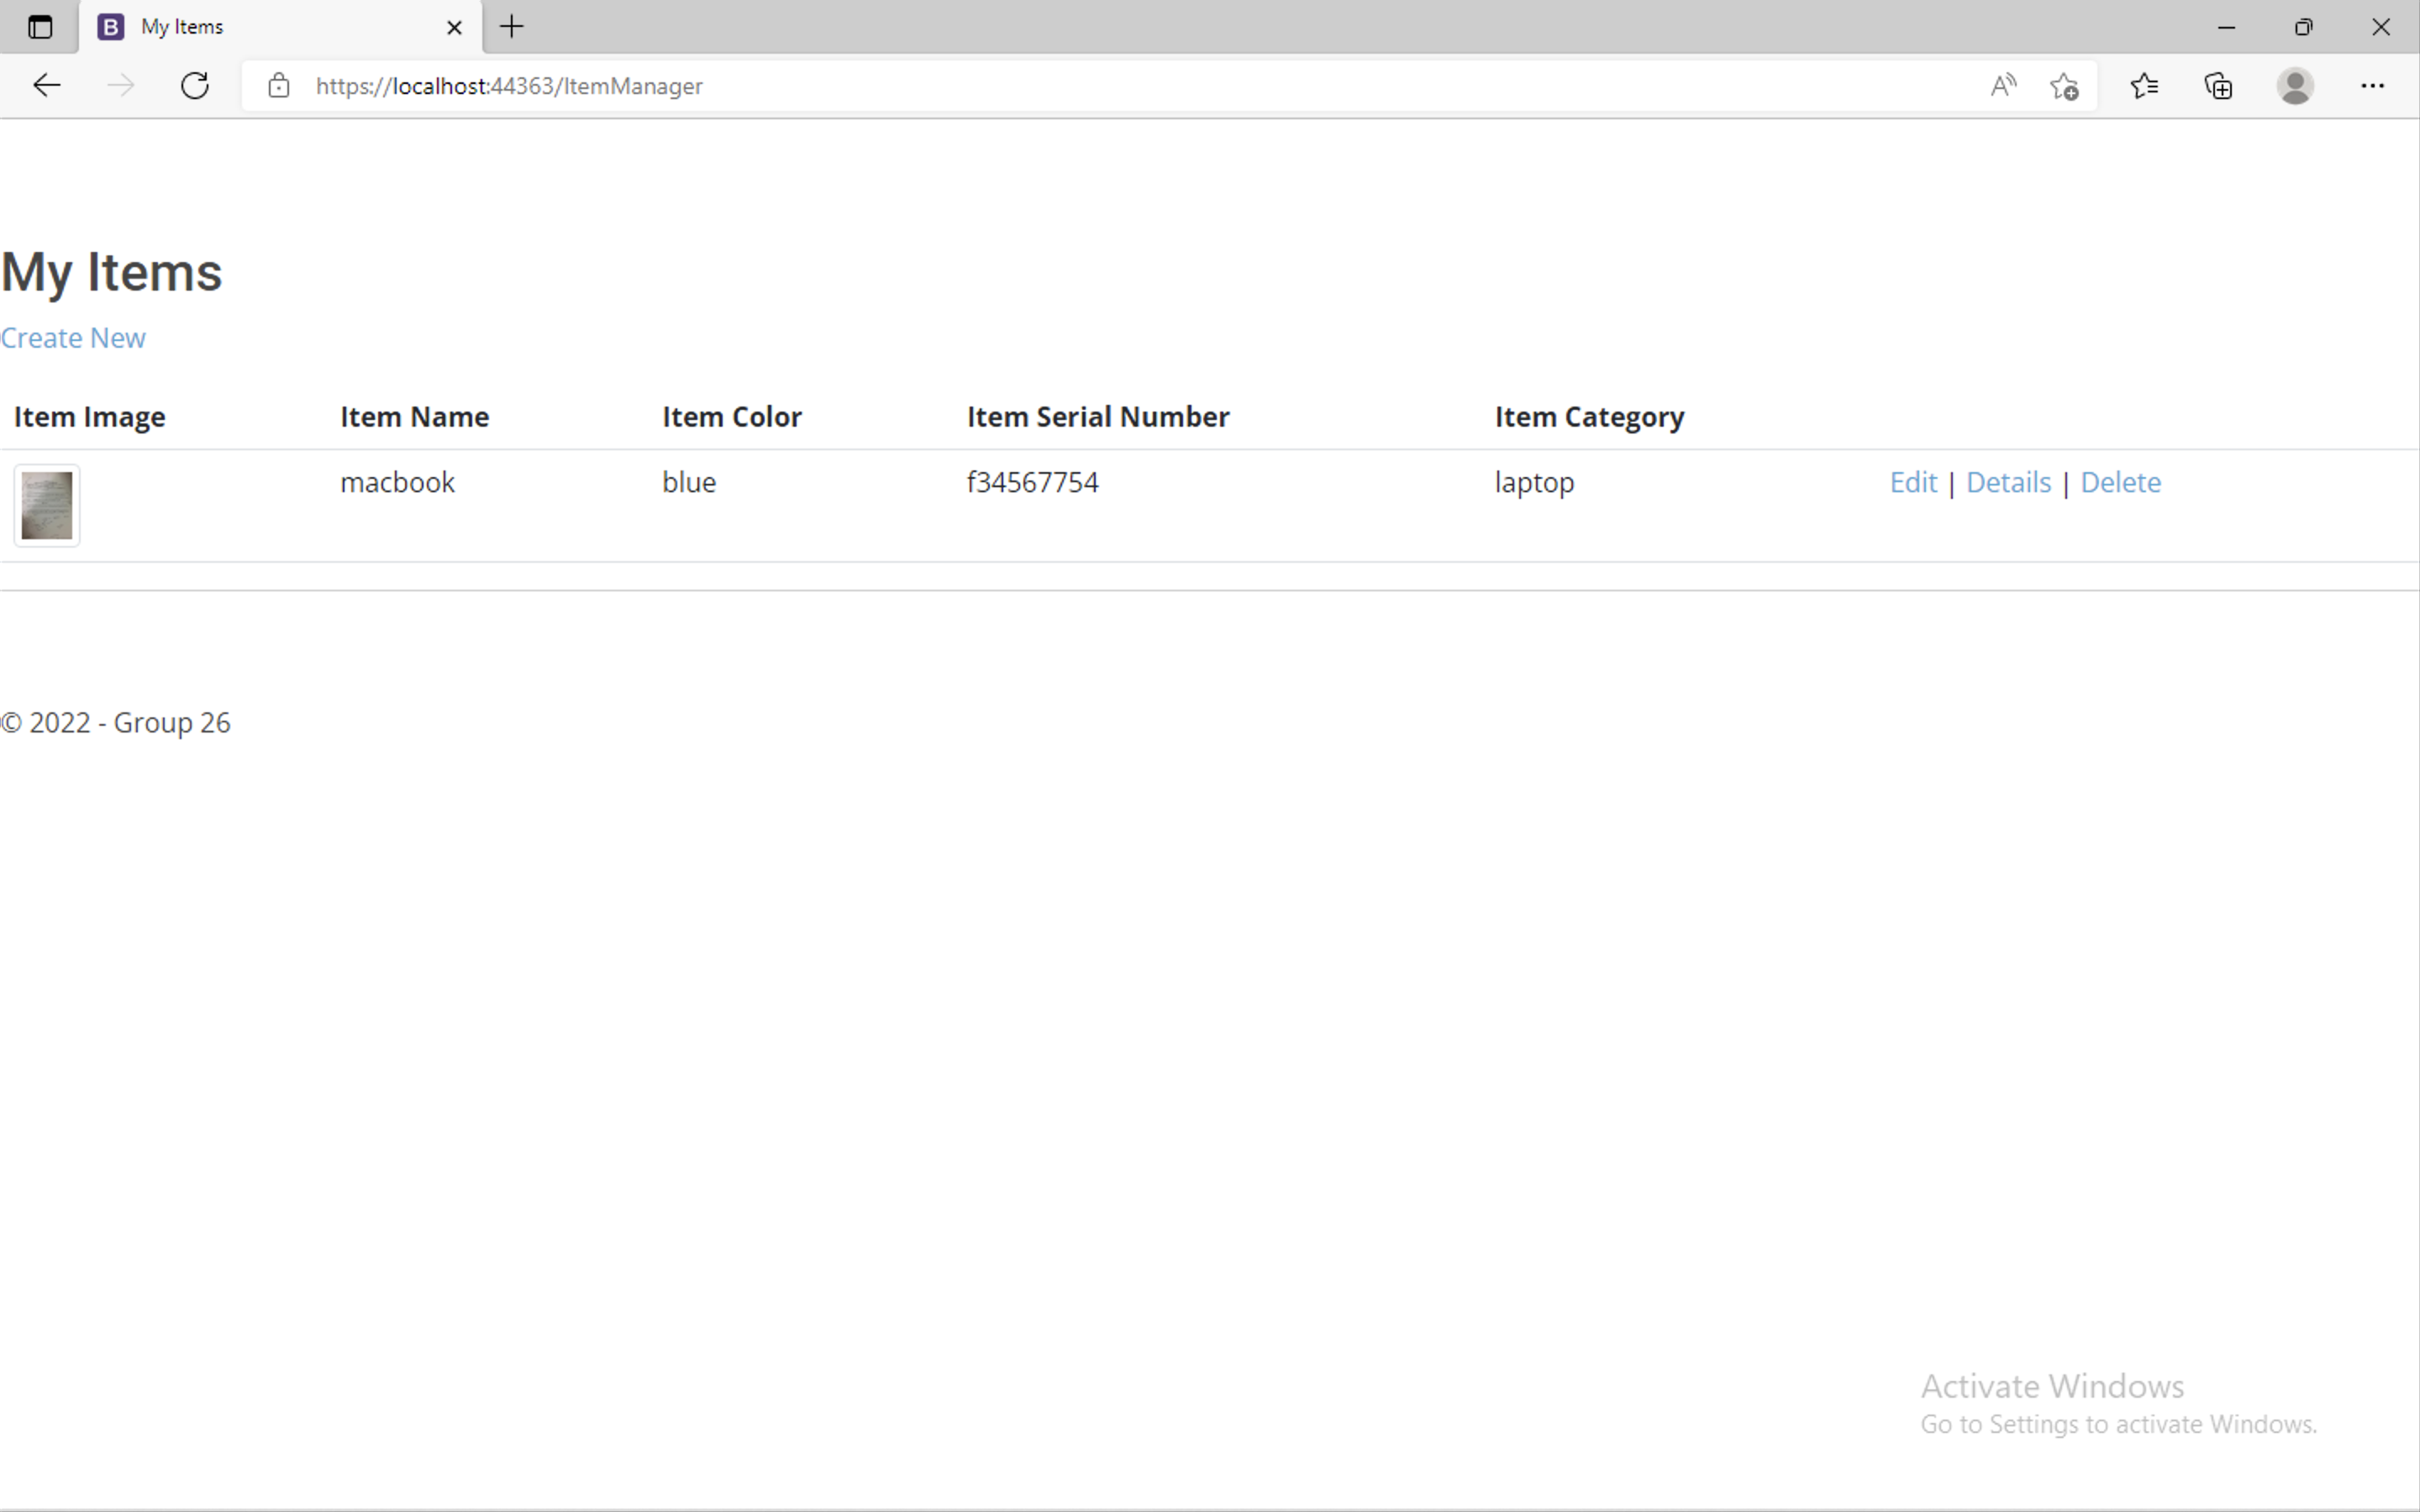 My Items
https://localhost:44363/ItemManager
My Items
Create New
Item Image Item Name Item Color Item Serial Number Item Category
macbook blue f34567754 laptop Edit | Details | Delete
© 2022 - Group 26
Activate Windows
Go to Settings to activate Windows.